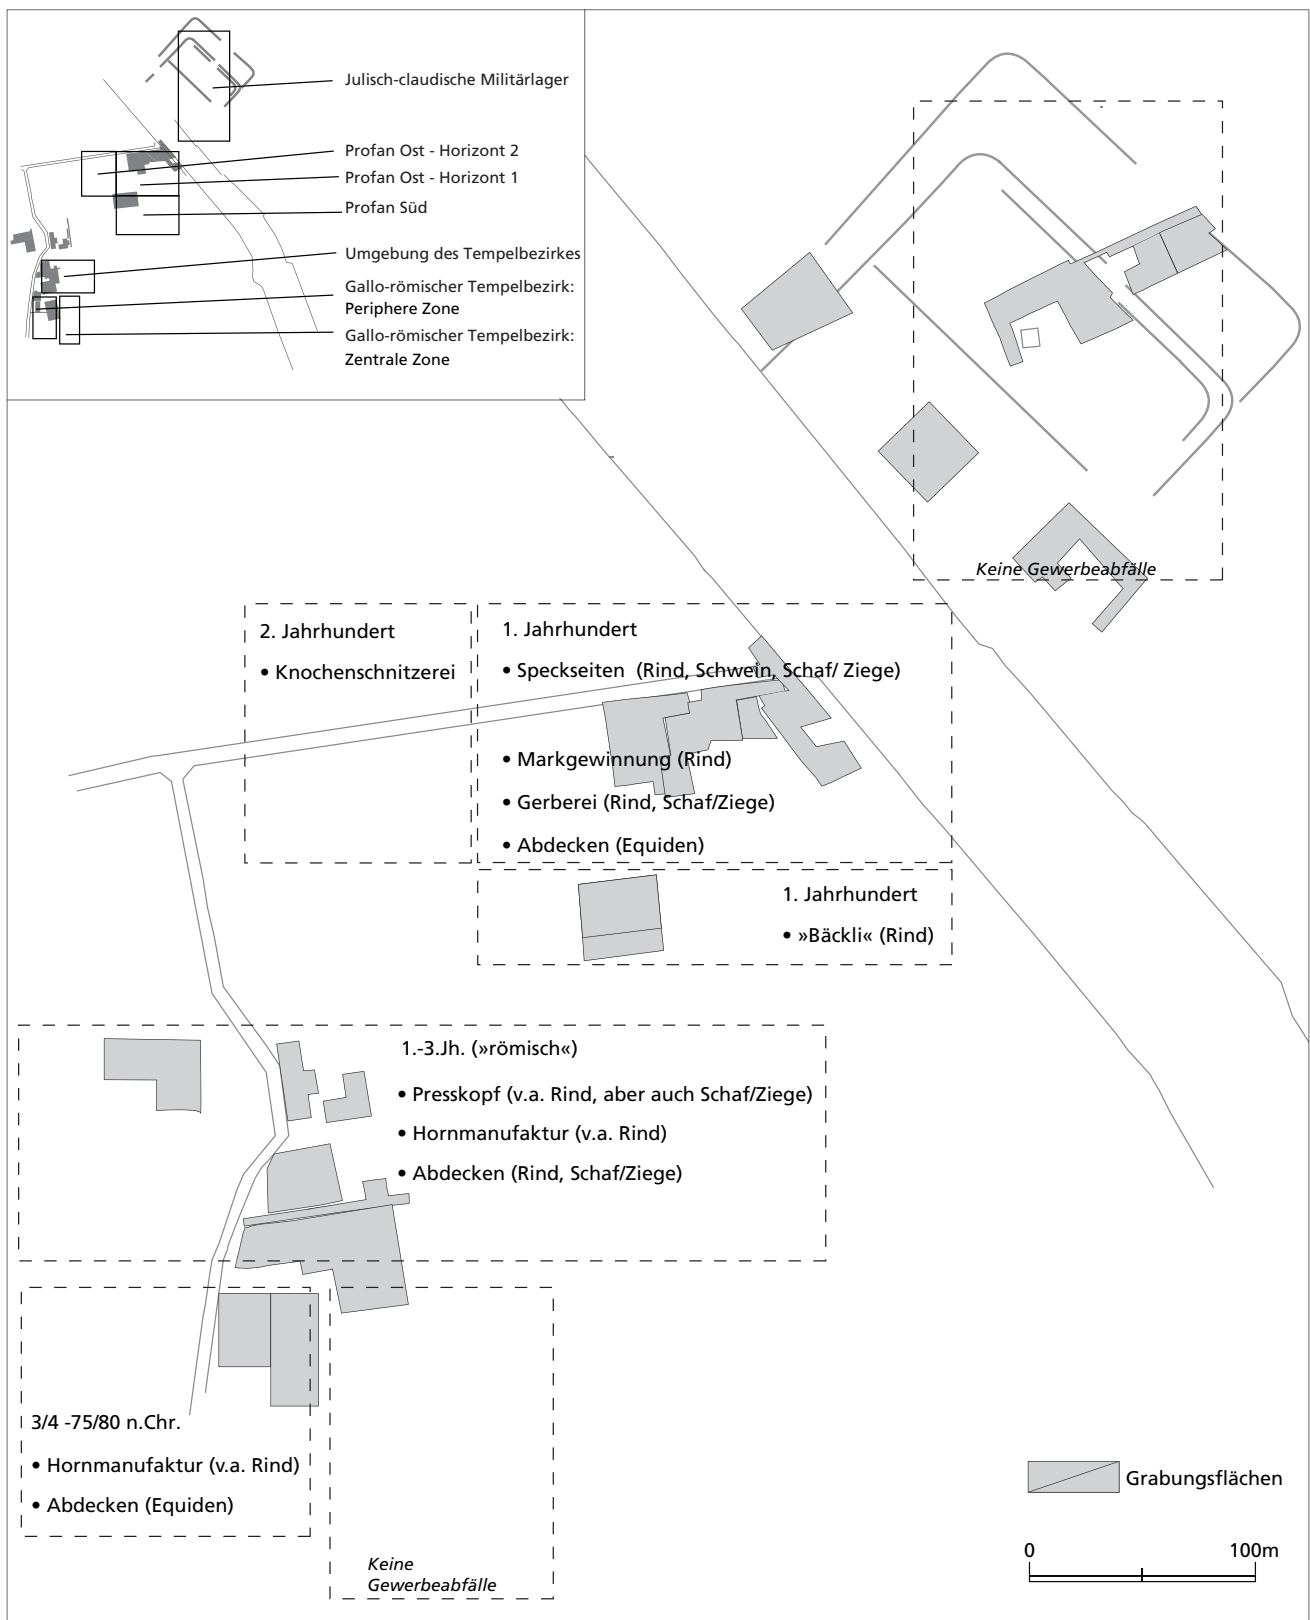 Julisch-claudische Militärlager
Profan Ost - Horizont 2
Profan Ost - Horizont 1
Profan Süd
Umgebung des Tempelbezirkes
Gallo-römischer Tempelbezirk:
Periphere Zone
Gallo-römischer Tempelbezirk:
Zentrale Zone
Keine Gewerbeabfälle
2. Jahrhundert
• Knochenschnitzerei
1. Jahrhundert
• Speckseiten (Rind, Schwein, Schaf/ Ziege)
• Markgewinnung (Rind)
• Gerberei (Rind, Schaf/Ziege)
• Abdecken (Equiden)
1. Jahrhundert
• »Bäckli« (Rind)
1.-3.Jh. (»römisch«)
• Presskopf (v.a. Rind, aber auch Schaf/Ziege)
• Hornmanufaktur (v.a. Rind)
• Abdecken (Rind, Schaf/Ziege)
3/4 -75/80 n.Chr.
• Hornmanufaktur (v.a. Rind)
• Abdecken (Equiden)
Keine
Gewerbeabfälle
Grabungsflächen
0 100m